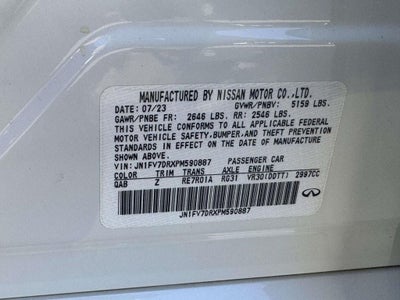 MANUFACTURED BY NISSAN MOTOR CO.,LTD.
DATE: 07/23 GVWR/PNBV: 5150 LBS.
GAWR/PNBE FR: 2646 LBS. RR: 2546 LBS.
THIS VEHICLE CONFORMS TO ALL APPLICABLE FEDERAL
MOTOR VEHICLE SAFETY,BUMPER,AND THEFT PREVENTION
STANDARDS IN EFFECT ON THE DATE OF MANUFACTURE
SHOWN ABOVE.
VIN: JN1FV7DRXPM590887 PASSENGER CAR
COLOR TRIM TRANS AXLE ENGINE
QAB Z RE7R01A RG31 VR30(DDTT) 2997CC
JN1FV7DRXPM590887